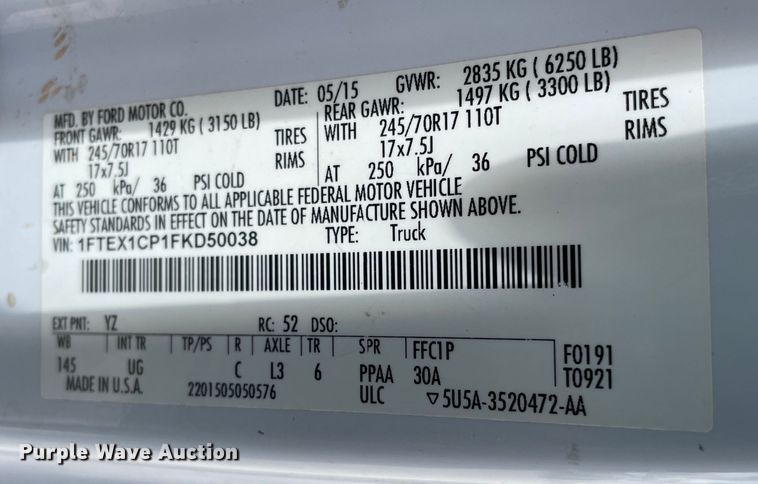 MFD. BY FORD MOTOR CO.
DATE: 05/15 GVWR: 2835 KG ( 6250 LB)
FRONT GAWR: 1429 KG ( 3150 LB) REAR GAWR: 1497 KG ( 3300 LB)
WITH 245/70R17 110T TIRES WITH 245/70R17 110T TIRES
17x7.5J RIMS 17x7.5J RIMS
AT 250 kPa/ 36 PSI COLD AT 250 kPa/ 36 PSI COLD
THIS VEHICLE CONFORMS TO ALL APPLICABLE FEDERAL MOTOR VEHICLE
SAFETY STANDARDS IN EFFECT ON THE DATE OF MANUFACTURE SHOWN ABOVE.
VIN: 1FTEX1CP1FKD50038 TYPE: Truck
EXT PNT: YZ RC: 52 DSO:
WB INT TR TP/PS R AXLE TR SPR FFC1P F0191
145 UG C L3 6 PPAA 30A T0921
MADE IN U.S.A. 2201505050576 ULC ▽5U5A-3520472-AA
Purple Wave Auction